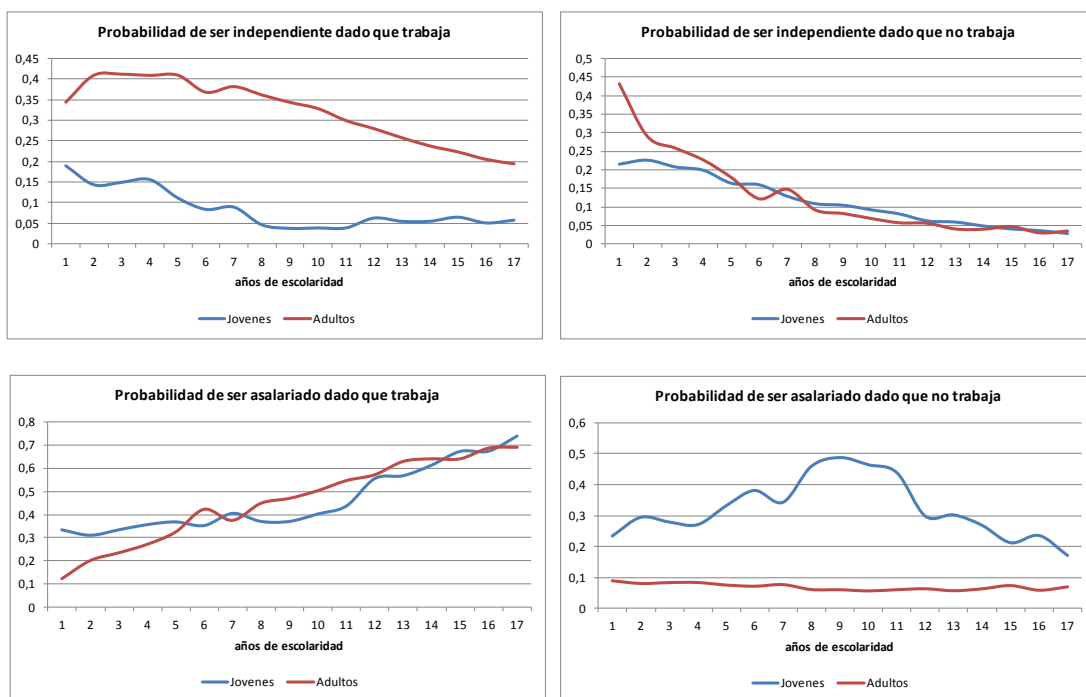 Probabilidad de ser independiente dado que trabaja
0,45
0,4
0,35
0,3
0,25
0,2
0,15
0,1
0,05
0
1 2 3 4 5 6 7 8 9 10 11 12 13 14 15 16 17
años de escolaridad
Jovenes Adultos
Probabilidad de ser independiente dado que no trabaja
0,5
0,45
0,4
0,35
0,3
0,25
0,2
0,15
0,1
0,05
0
1 2 3 4 5 6 7 8 9 10 11 12 13 14 15 16 17
años de escolaridad
Jovenes Adultos
Probabilidad de ser asalariado dado que trabaja
0,8
0,7
0,6
0,5
0,4
0,3
0,2
0,1
0
1 2 3 4 5 6 7 8 9 10 11 12 13 14 15 16 17
años de escolaridad
Jovenes Adultos
Probabilidad de ser asalariado dado que no trabaja
0,6
0,5
0,4
0,3
0,2
0,1
0
1 2 3 4 5 6 7 8 9 10 11 12 13 14 15 16 17
años de escolaridad
Jovenes Adultos